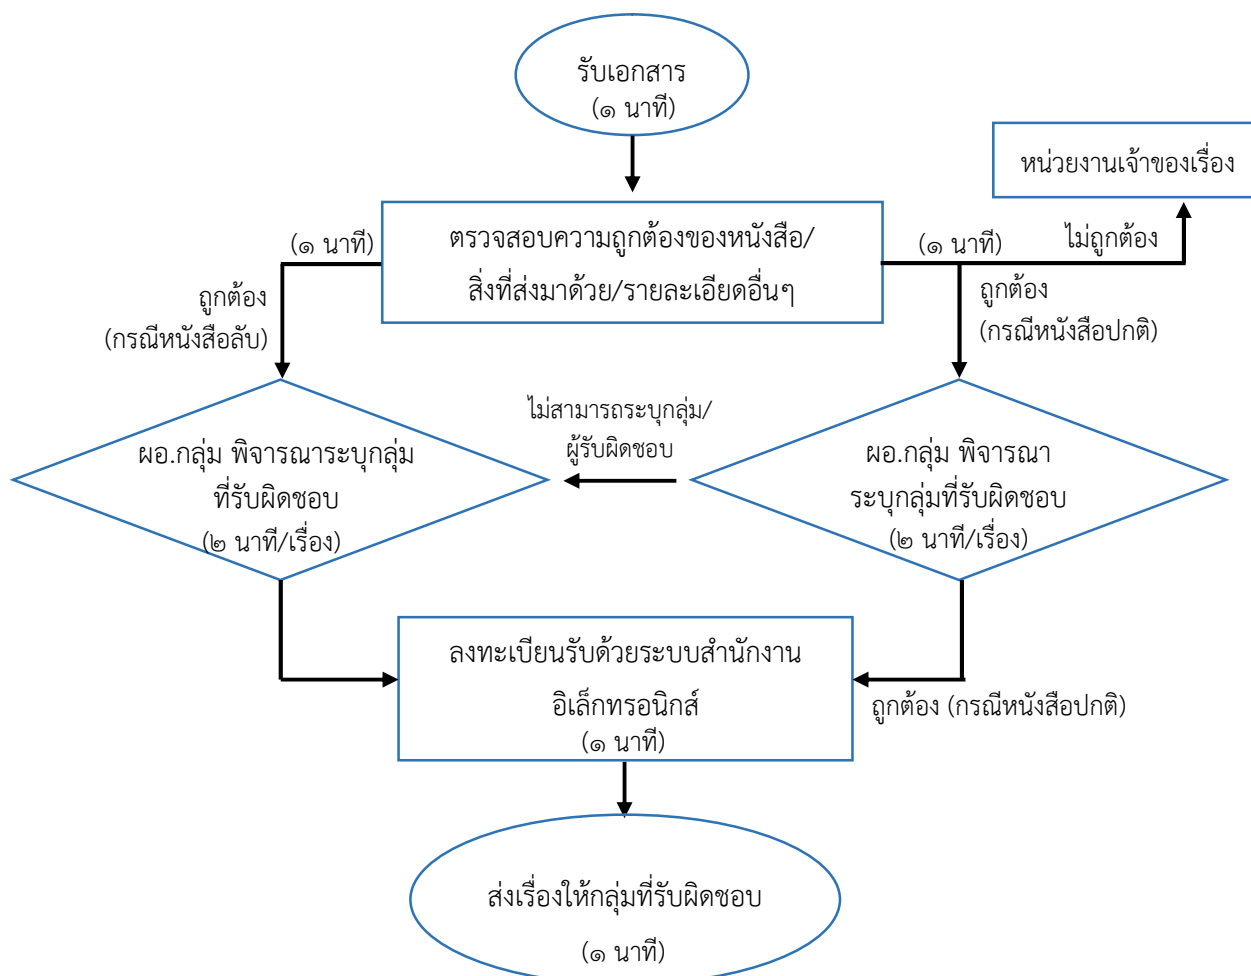 รับเอกสาร
(๑ นาที)
หน่วยงานเจ้าของเรื่อง
ตรวจสอบความถูกต้องของหนังสือ/
สิ่งที่ส่งมาด้วย/รายละเอียดอื่นๆ
(๑ นาที)
ถูกต้อง
(กรณีหนังสือลับ)
(๑ นาที)
ไม่ถูกต้อง
ถูกต้อง
(กรณีหนังสือปกติ)
ผอ.กลุ่ม พิจารณาระบุกลุ่ม
ที่รับผิดชอบ
(๒ นาที/เรื่อง)
ไม่สามารถระบุกลุ่ม/
ผู้รับผิดชอบ
ผอ.กลุ่ม พิจารณา
ระบุกลุ่มที่รับผิดชอบ
(๒ นาที/เรื่อง)
ลงทะเบียนรับด้วยระบบสำนักงาน
อิเล็กทรอนิกส์
(๑ นาที)
ถูกต้อง (กรณีหนังสือปกติ)
ส่งเรื่องให้กลุ่มที่รับผิดชอบ
(๑ นาที)